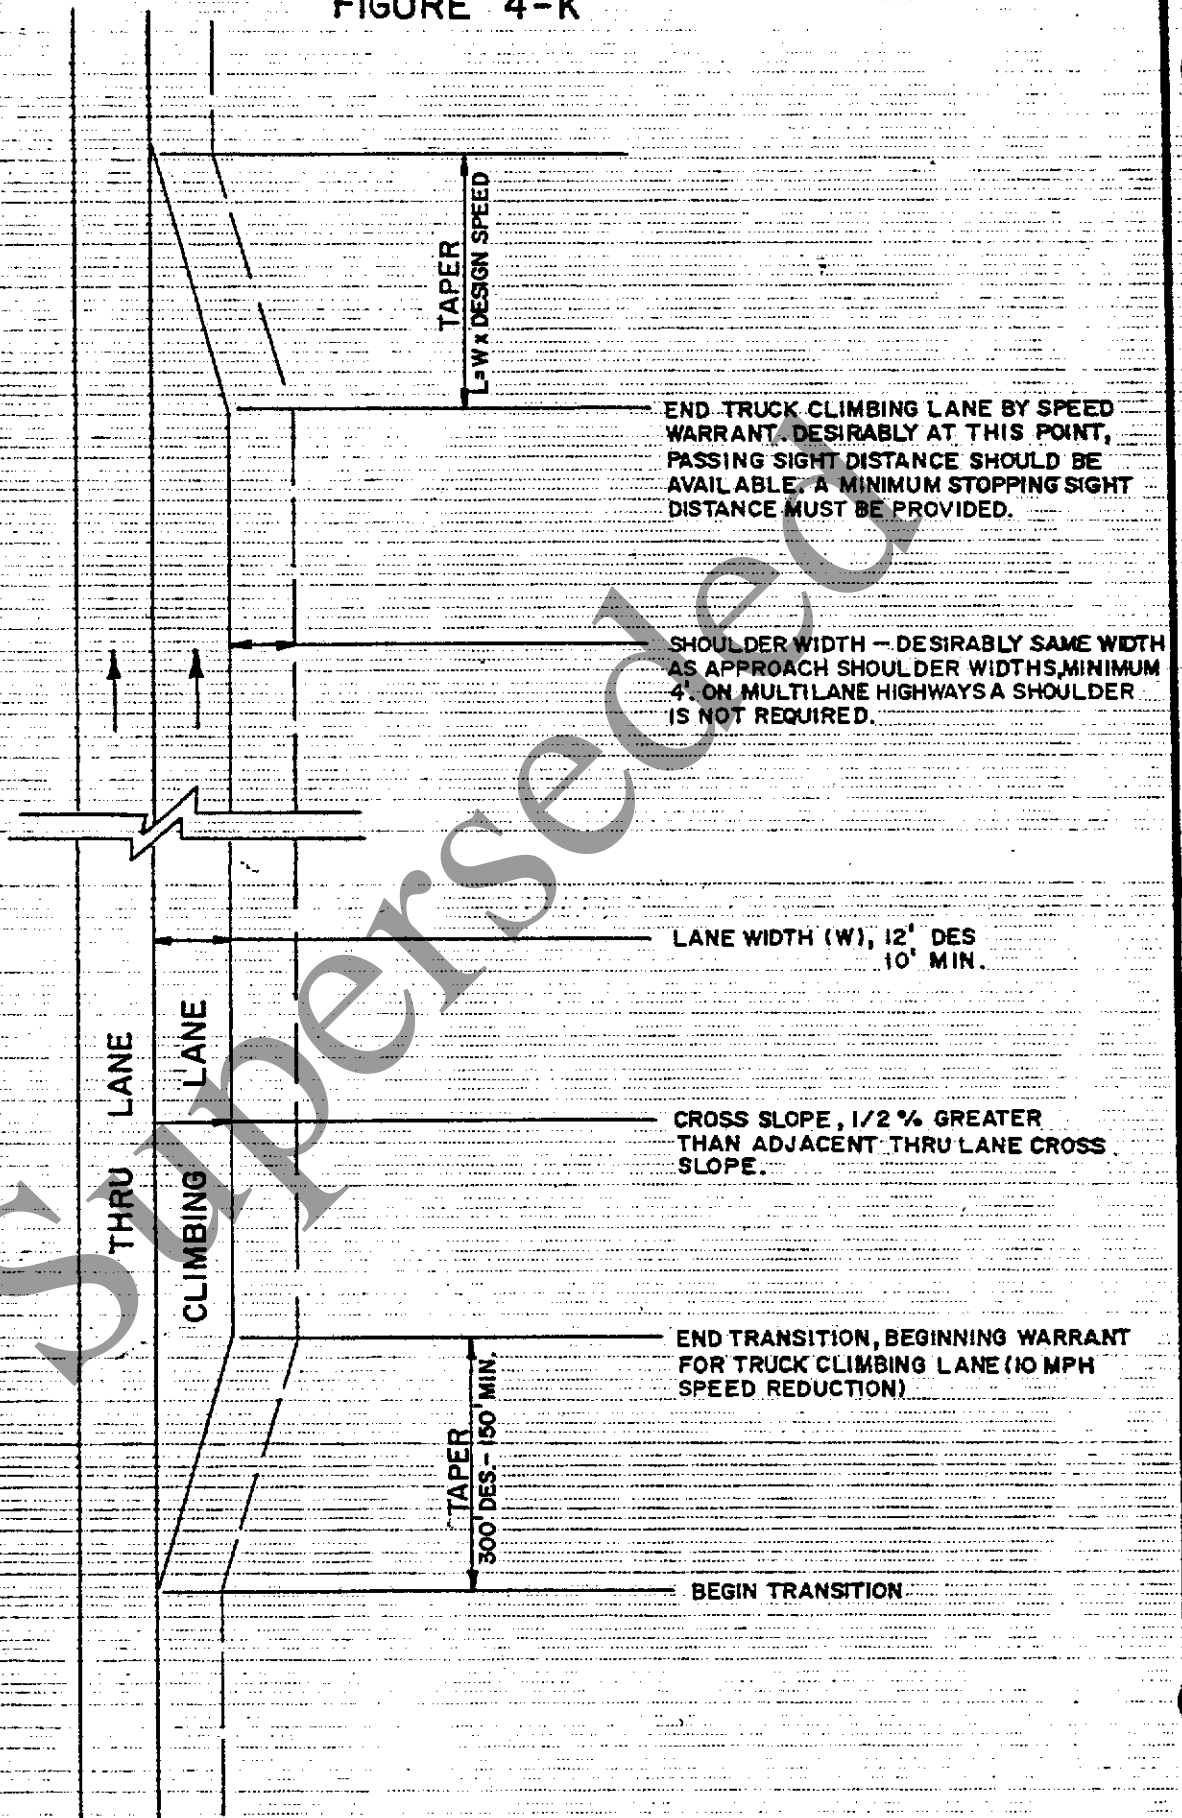 FIGURE 4-K
TAPER
L=W x DESIGN SPEED
END TRUCK CLIMBING LANE BY SPEED
WARRANT. DESIRABLY AT THIS POINT,
PASSING SIGHT DISTANCE SHOULD BE
AVAILABLE. A MINIMUM STOPPING SIGHT
DISTANCE MUST BE PROVIDED.
SHOULDER WIDTH - DESIRABLY SAME WIDTH
AS APPROACH SHOULDER WIDTHS, MINIMUM
4'. ON MULTILANE HIGHWAYS A SHOULDER
IS NOT REQUIRED.
LANE WIDTH (W), 12' DES
10' MIN.
THRU LANE
CLIMBING LANE
CROSS SLOPE, 1/2 % GREATER
THAN ADJACENT THRU LANE CROSS
SLOPE.
END TRANSITION, BEGINNING WARRANT
FOR TRUCK CLIMBING LANE (10 MPH
SPEED REDUCTION)
TAPER
300' DES. - 150' MIN.
BEGIN TRANSITION
Superseded